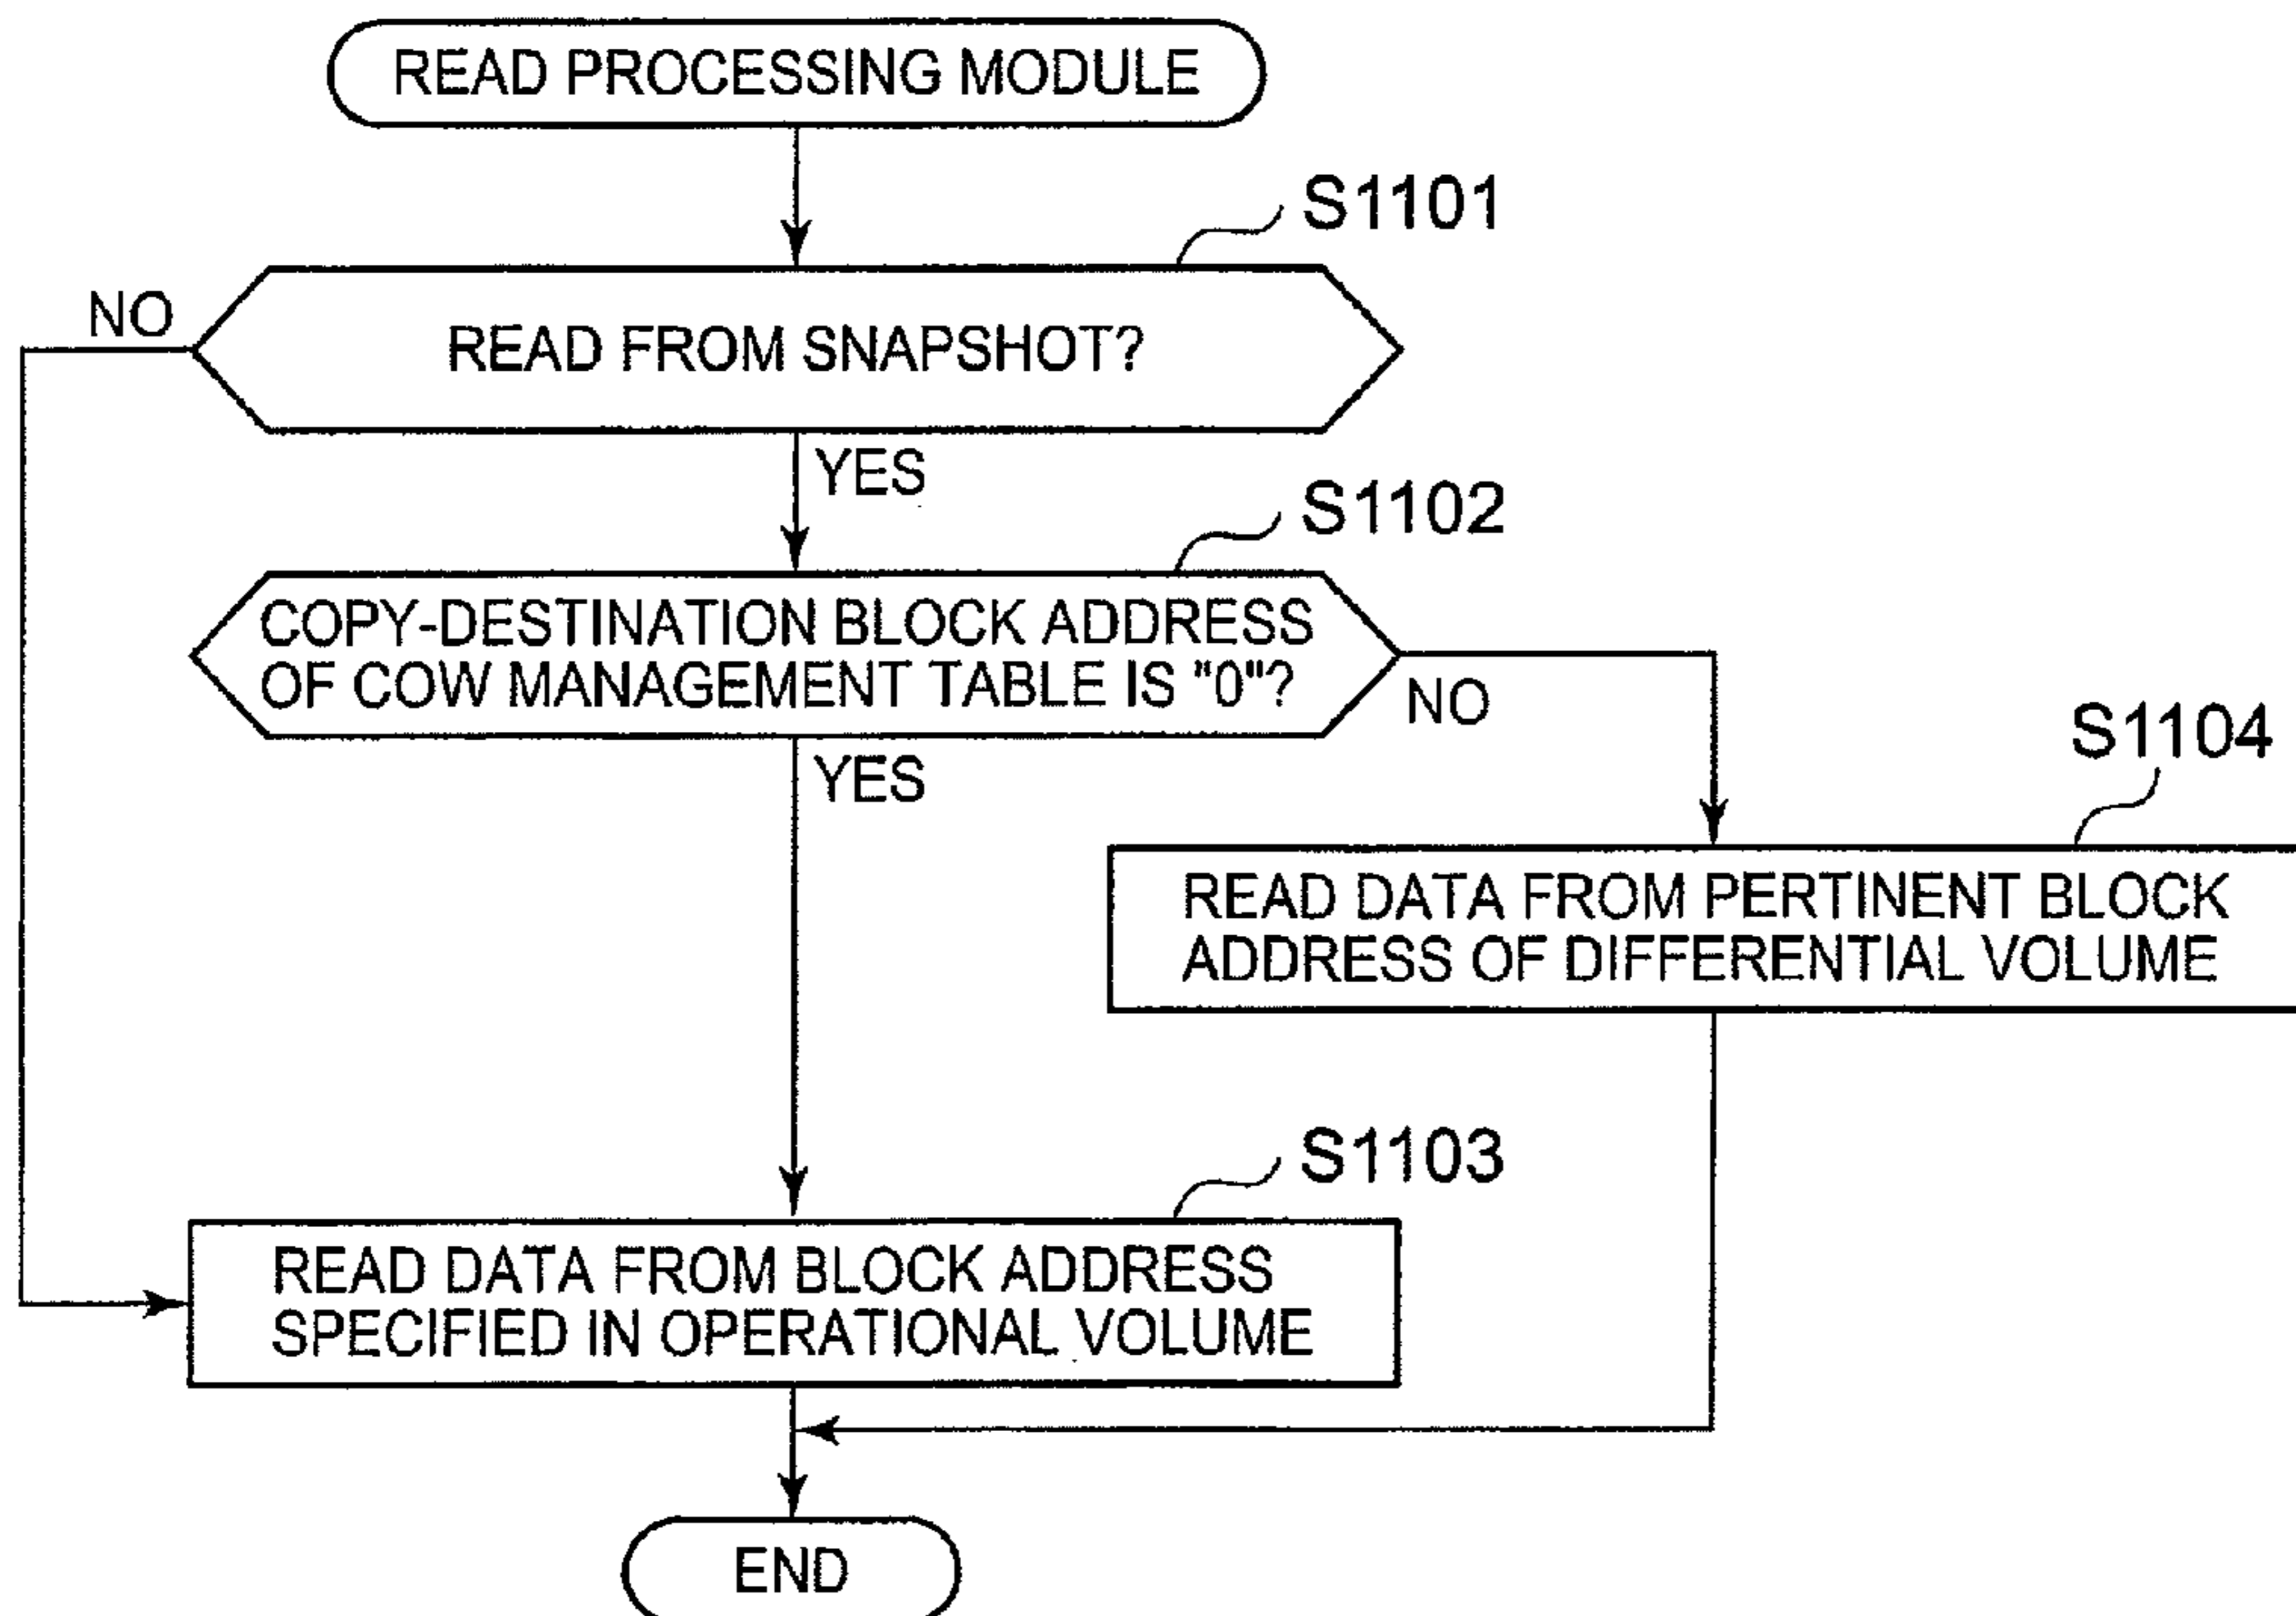 READ PROCESSING MODULE
S1101
NO
READ FROM SNAPSHOT?
YES
S1102
COPY-DESTINATION BLOCK ADDRESS
OF COW MANAGEMENT TABLE IS "0"?
NO
YES
S1104
READ DATA FROM PERTINENT BLOCK
ADDRESS OF DIFFERENTIAL VOLUME
S1103
READ DATA FROM BLOCK ADDRESS
SPECIFIED IN OPERATIONAL VOLUME
END